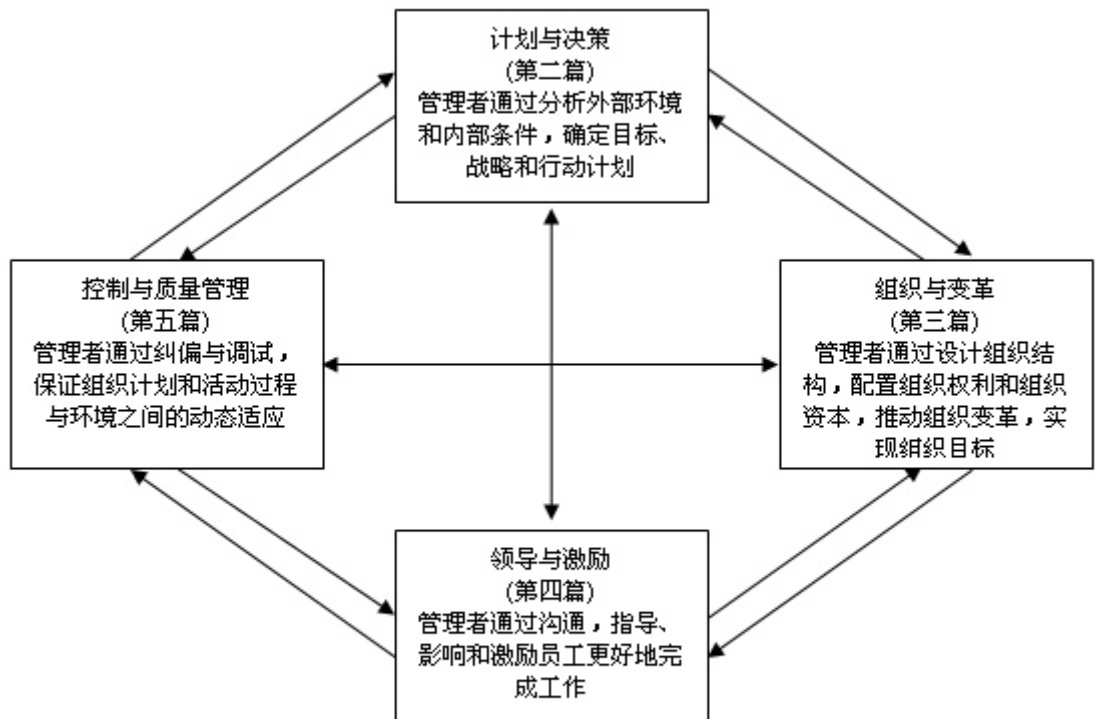 计划与决策
(第二篇)
管理者通过分析外部环境
和内部条件，确定目标、
战略和行动计划
控制与质量管理
(第五篇)
管理者通过纠偏与调试，
保证组织计划和活动过程
与环境之间的动态适应
组织与变革
(第三篇)
管理者通过设计组织结
构，配置组织权利和组织
资本，推动组织变革，实
现组织目标
领导与激励
(第四篇)
管理者通过沟通，指导、
影响和激励员工更好地完
成工作